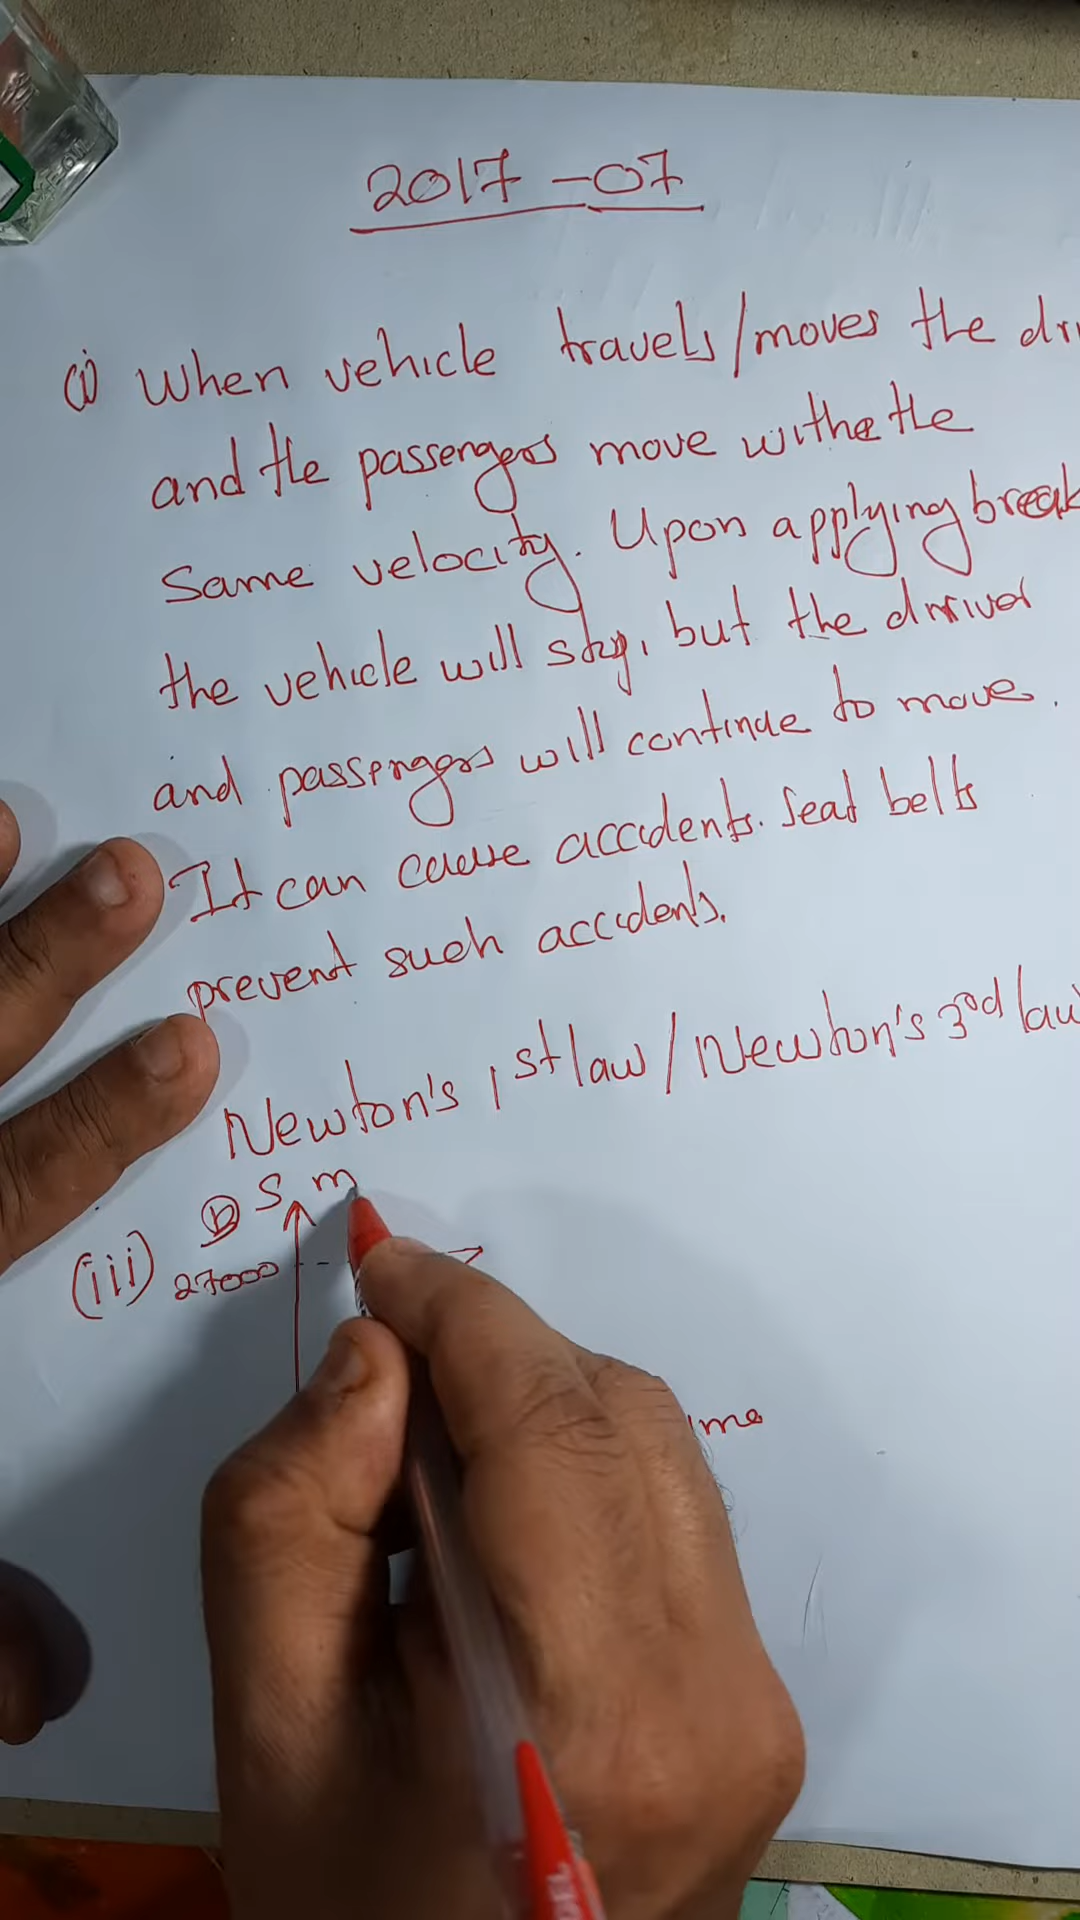 2017 - 07
(i) When vehicle travels/moves the
and the passengers move withe the
Same velocity. Upon applying break
the vehicle will stop, but the driver
and passengers will continue to move.
It can cause accidents. Seat belts
prevent such accidents.
Newton's 1st law / Newton's 3rd law
(iii) b S m
27000